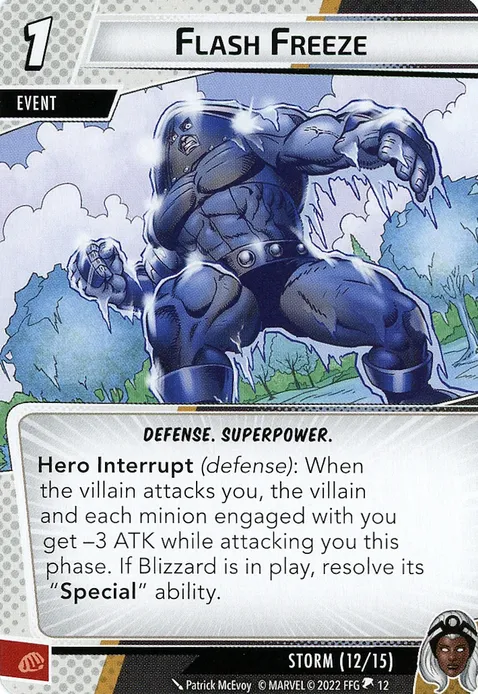 1
FLASH FREEZE
EVENT
DEFENSE. SUPERPOWER.
Hero Interrupt (defense): When
the villain attacks you, the villain
and each minion engaged with you
get –3 ATK while attacking you this
phase. If Blizzard is in play, resolve its
“Special” ability.
STORM (12/15)
Patrick McEvoy © MARVEL © 2022 FFG 12